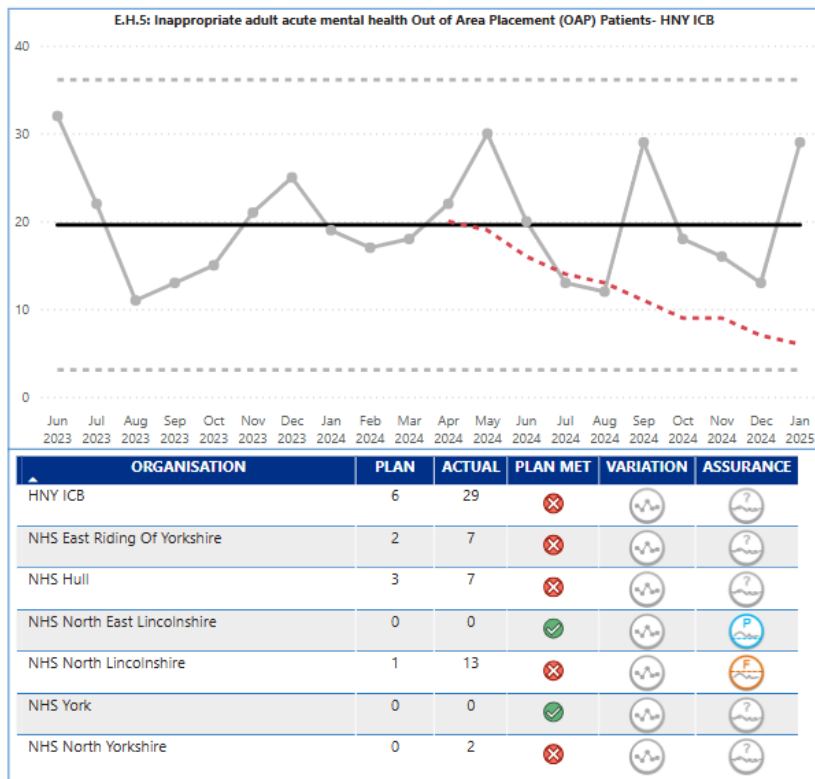 E.H.5: Inappropriate adult acute mental health Out of Area Placement (OAP) Patients- HNY ICB
40
30
20
10
0
Jun Jul Aug Sep Oct Nov Dec Jan Feb Mar Apr May Jun Jul Aug Sep Oct Nov Dec Jan
2023 2023 2023 2023 2023 2023 2023 2024 2024 2024 2024 2024 2024 2024 2024 2024 2024 2024 2024 2025
ORGANISATION PLAN ACTUAL PLAN MET VARIATION ASSURANCE
HNY ICB 6 29 ?
NHS East Riding Of Yorkshire 2 7 ?
NHS Hull 3 7 ?
NHS North East Lincolnshire 0 0 P
NHS North Lincolnshire 1 13 F
NHS York 0 0 ?
NHS North Yorkshire 0 2 ?